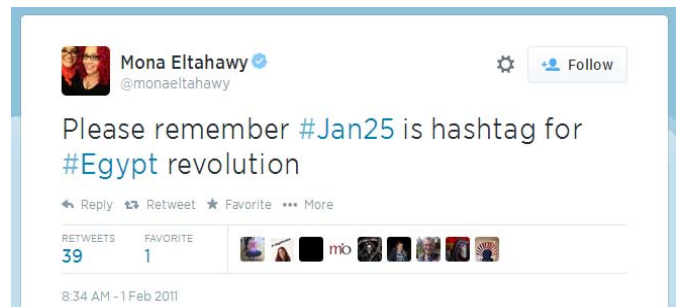 Mona Eltahawy
@monaeltahawy
Follow
Please remember #Jan25 is hashtag for
#Egypt revolution
Reply Retweet Favorite More
RETWEETS FAVORITE
39 1
mio
8:34 AM - 1 Feb 2011